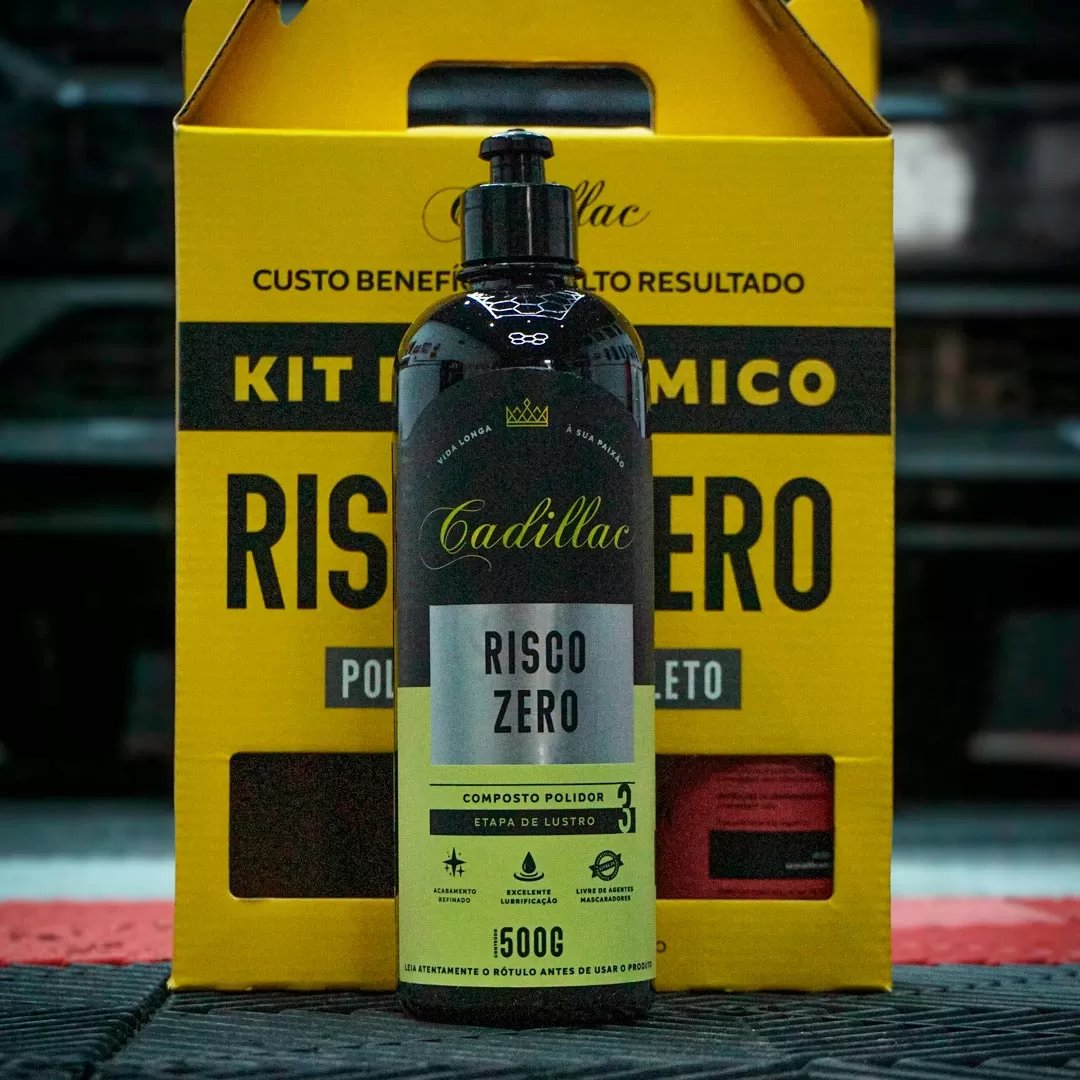 CUSTO BENEF
LTO RESULTADO
KIT
MICO
RIS
ERO
POL
LETO
VIDA LONGA
À SUA PAIXÃO
Cadillac
RISCO
ZERO
COMPOSTO POLIDOR
ETAPA DE LUSTRO
3
ACABAMENTO
REFINADO
EXCELENTE
LUBRIFICAÇÃO
LIVRE DE AGENTES
MASCARADORES
CONTEÚDO
500G
LEIA ATENTAMENTE O RÓTULO ANTES DE USAR O PRODUTO